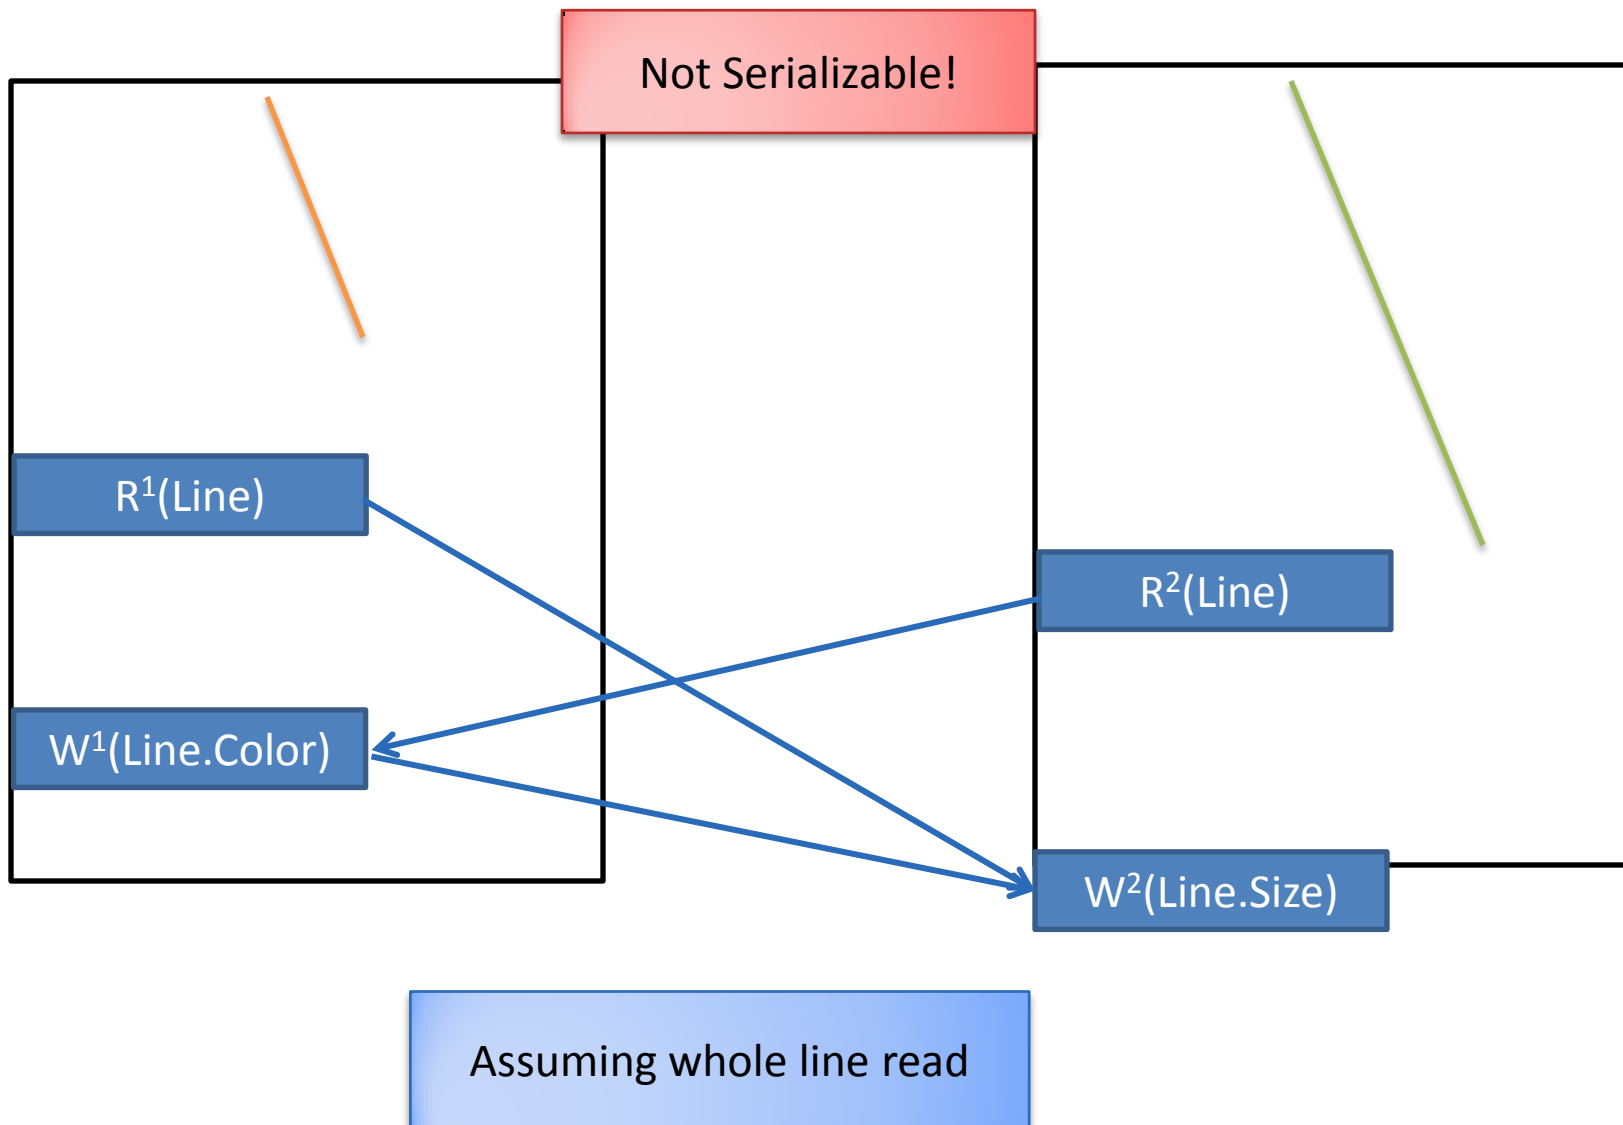 Not Serializable!
R¹(Line)
R²(Line)
W¹(Line.Color)
W²(Line.Size)
Assuming whole line read